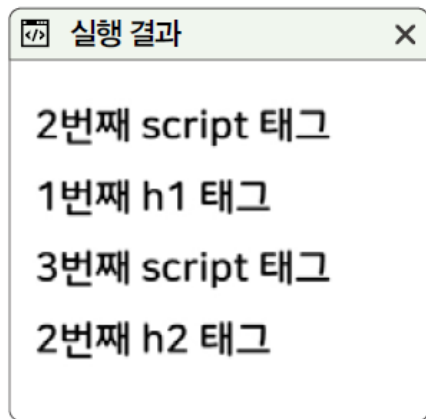 실행 결과
2번째 script 태그
1번째 h1 태그
3번째 script 태그
2번째 h2 태그